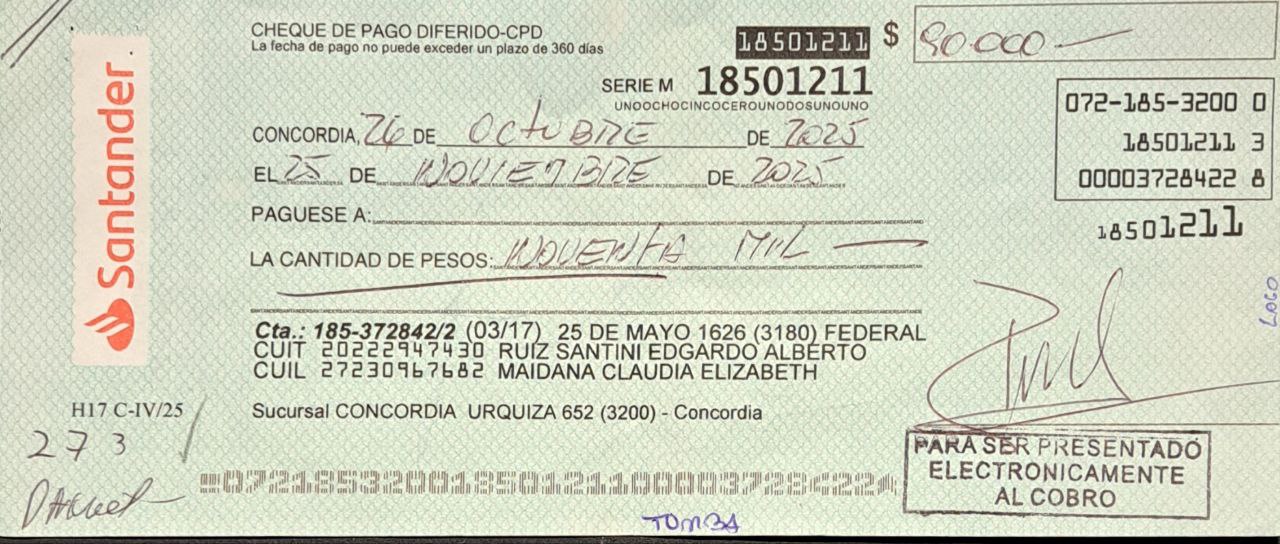 CHEQUE DE PAGO DIFERIDO-CPD
La fecha de pago no puede exceder un plazo de 360 días
18501211 $ 90.000
SERIE M 18501211
UNOOCHOCINCOCEROUNODOSUNOUNO
072-185-3200 0
18501211 3
00003728422 8
18501211
CONCORDIA, 26 DE OCTUBRE DE 2025
EL 25 DE NOVIEMBRE DE 2025
PAGUESE A:
LA CANTIDAD DE PESOS: NOVENTA MIL
Santander
Cta.: 185-372842/2 (03/17) 25 DE MAYO 1626 (3180) FEDERAL
CUIT 20222947430 RUIZ SANTINI EDGARDO ALBERTO
CUIL 27230967682 MAIDANA CLAUDIA ELIZABETH
H17 C-IV/25
Sucursal CONCORDIA URQUIZA 652 (3200) - Concordia
273
PARA SER PRESENTADO
ELECTRONICAMENTE
AL COBRO
07218532001850121100003728422
TOMBA
LAGO